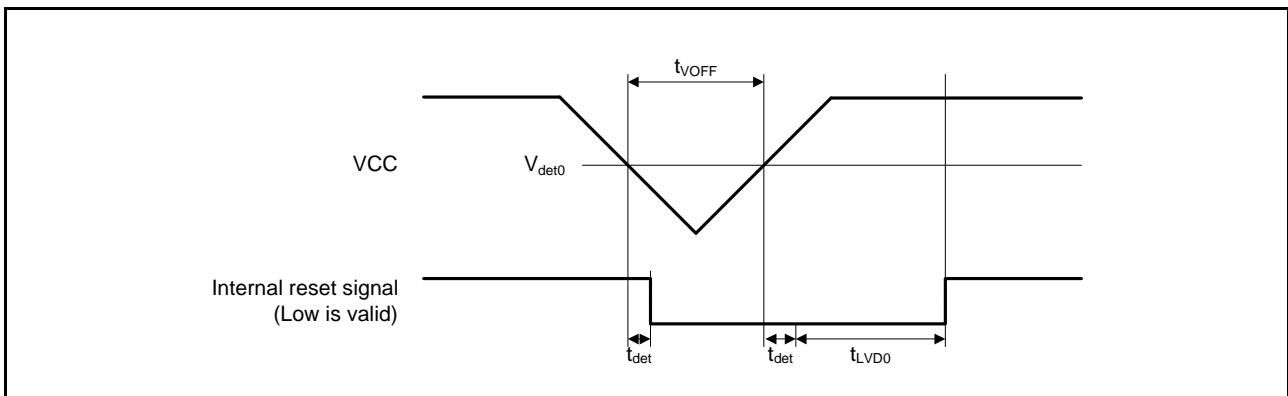 tVOFF
VCC
Vdet0
Internal reset signal
(Low is valid)
tdet
tdet
tLVD0